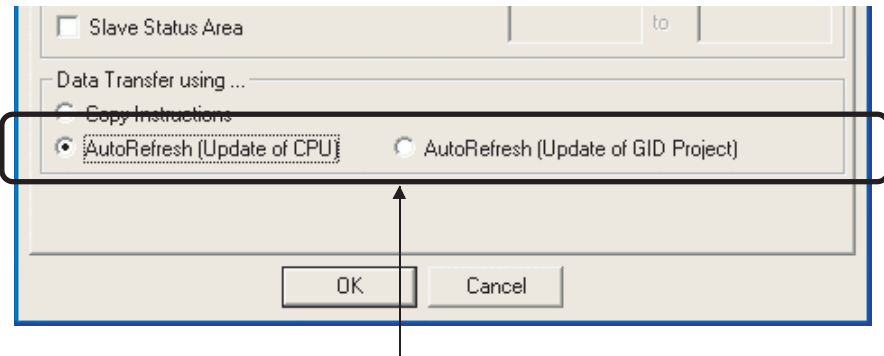 Slave Status Area to
Data Transfer using ...
Copy Instructions
AutoRefresh (Update of CPU) AutoRefresh (Update of GID Project)
OK Cancel